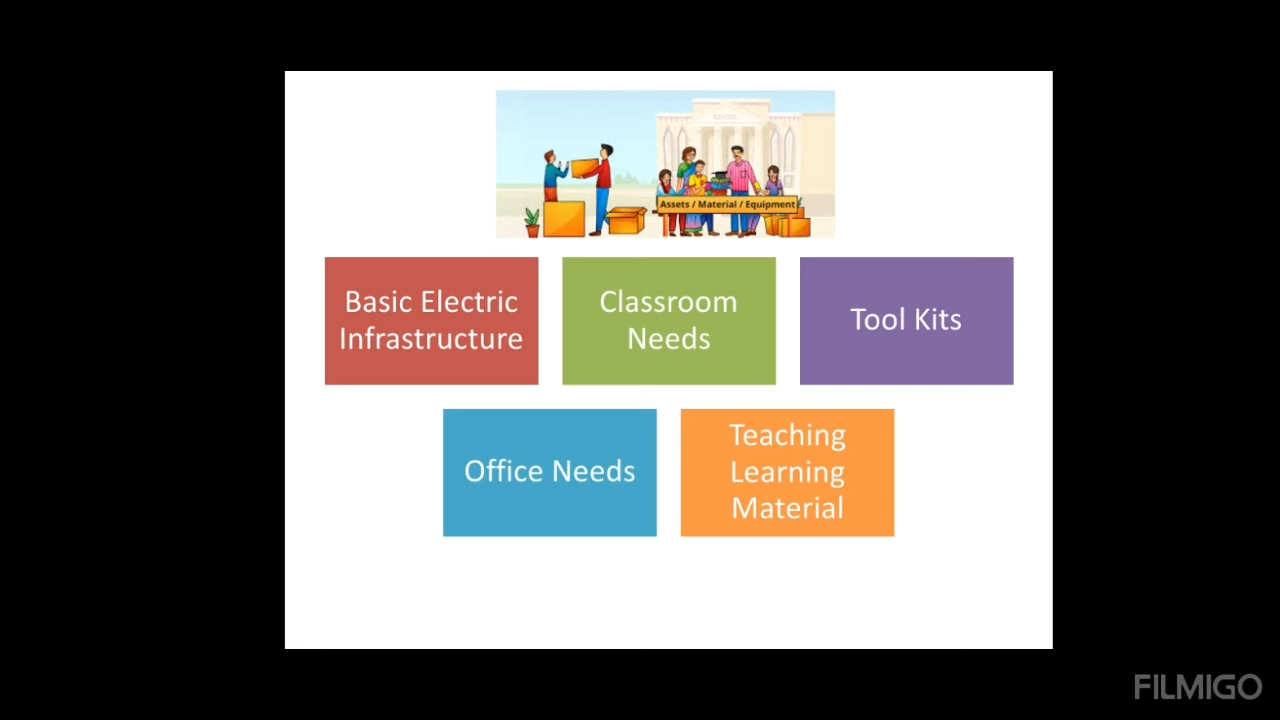 SCHOOL
Assets / Material / Equipment
Basic Electric
Infrastructure
Classroom
Needs
Tool Kits
Office Needs
Teaching
Learning
Material
FILMIGO